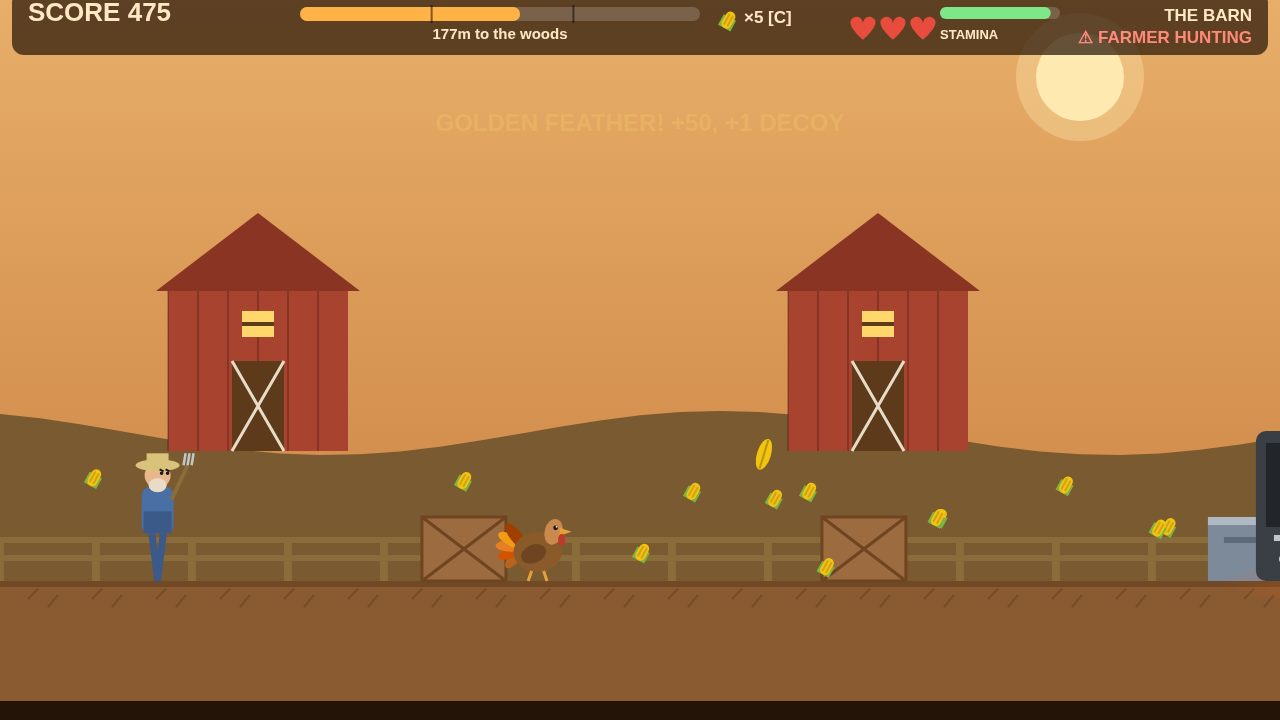 SCORE 475
177m to the woods
×5 [C]
STAMINA
THE BARN
⚠ FARMER HUNTING
GOLDEN FEATHER! +50, +1 DECOY